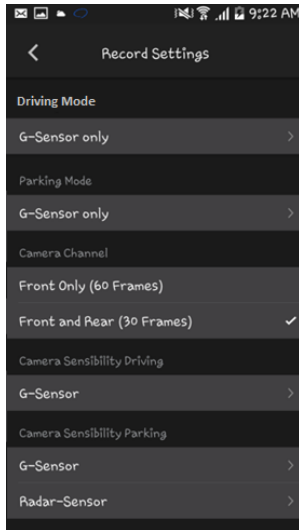 9:22 AM
Record Settings
Driving Mode
G-Sensor only
Parking Mode
G-Sensor only
Camera Channel
Front Only (60 Frames)
Front and Rear (30 Frames)
Camera Sensibility Driving
G-Sensor
Camera Sensibility Parking
G-Sensor
Radar-Sensor